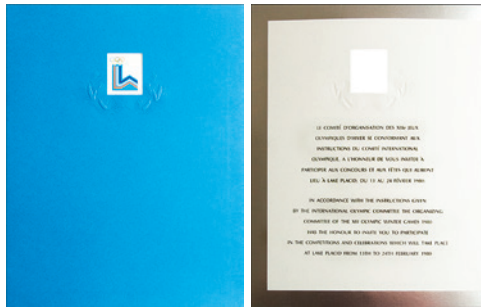 LE COMITÉ D'ORGANISATION DES XIIIe JEUX
OLYMPIQUES D'HIVER SE CONFORMANT AUX
INSTRUCTIONS DU COMITÉ INTERNATIONAL
OLYMPIQUE, A L'HONNEUR DE VOUS INVITER À
PARTICIPER AUX CONCOURS ET AUX FÊTES QUI AURONT
LIEU À LAKE PLACID, DU 13 AU 24 FÉVRIER 1980
IN ACCORDANCE WITH THE INSTRUCTIONS GIVEN
BY THE INTERNATIONAL OLYMPIC COMMITTEE THE ORGANIZING
COMMITTEE OF THE XIII OLYMPIC WINTER GAMES 1980
HAS THE HONOUR TO INVITE YOU TO PARTICIPATE
IN THE COMPETITIONS AND CELEBRATIONS WHICH WILL TAKE PLACE
AT LAKE PLACID FROM 13TH TO 24TH FEBRUARY 1980